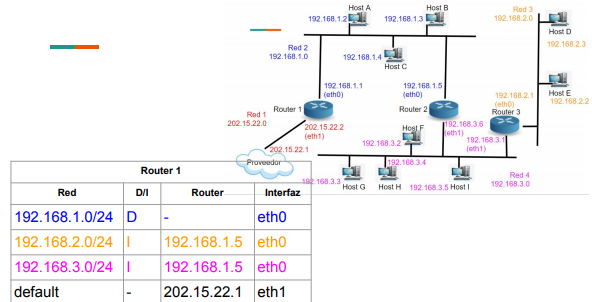 Host A
192.168.1.2
Host B
192.168.1.3
Red 3
192.168.2.0
Host D
192.168.2.3
Red 2
192.168.1.0
192.168.1.4
Host C
192.168.1.1
(eth0)
192.168.1.5
(eth0)
Host E
192.168.2.2
192.168.2.1
(eth0)
Router 3
Router 1
Router 2
Red 1
202.15.22.0
202.15.22.2
(eth1)
192.168.3.6
(eth1)
Host F
192.168.3.2
192.168.3.1
(eth1)
202.15.22.1
Proveedor
192.168.3.4
192.168.3.3
Host G
Host H
192.168.3.5
Host I
Red 4
192.168.3.0
Router 1
Red D/I Router Interfaz
192.168.1.0/24 D - eth0
192.168.2.0/24 I 192.168.1.5 eth0
192.168.3.0/24 I 192.168.1.5 eth0
default - 202.15.22.1 eth1